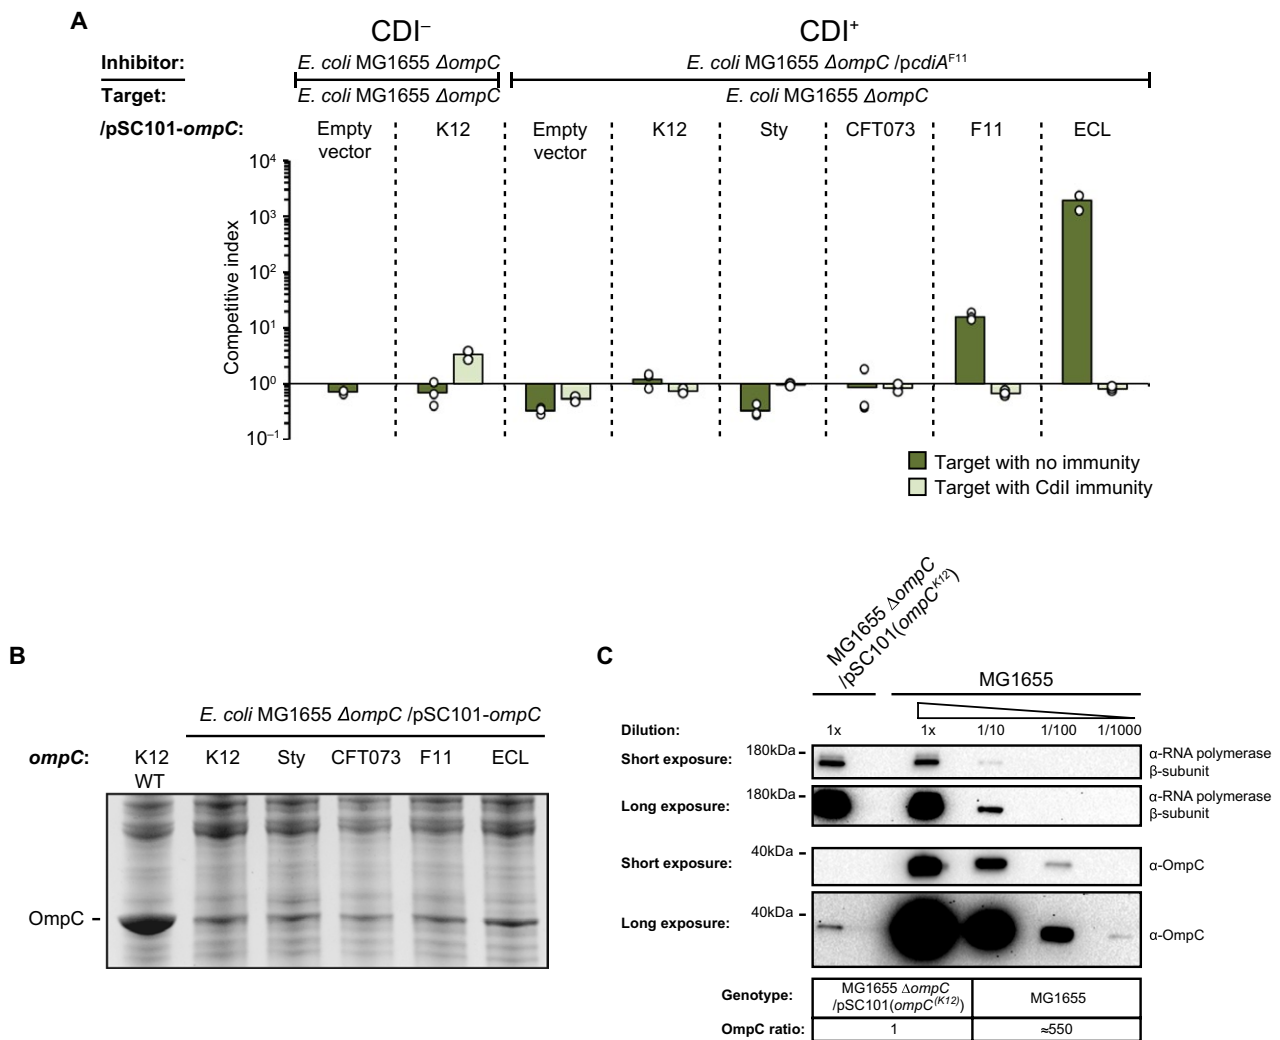 A
CDI⁻ CDI⁺
Inhibitor: E. coli MG1655 ΔompC E. coli MG1655 ΔompC /pcdiA^F11
Target: E. coli MG1655 ΔompC E. coli MG1655 ΔompC
/pSC101-ompC: Empty vector K12 Empty vector K12 Sty CFT073 F11 ECL
Competitive index
10⁴
10³
10²
10¹
10⁰
10⁻¹
Target with no immunity
Target with CdiI immunity
B
E. coli MG1655 ΔompC /pSC101-ompC
ompC: K12 WT K12 Sty CFT073 F11 ECL
OmpC
C
MG1655 ΔompC
/pSC101(ompC^K12)
MG1655
Dilution: 1x 1x 1/10 1/100 1/1000
Short exposure: 180kDa α-RNA polymerase β-subunit
Long exposure: 180kDa α-RNA polymerase β-subunit
Short exposure: 40kDa α-OmpC
Long exposure: 40kDa α-OmpC
Genotype: MG1655 ΔompC /pSC101(ompC^(K12)) MG1655
OmpC ratio: 1 ≈550